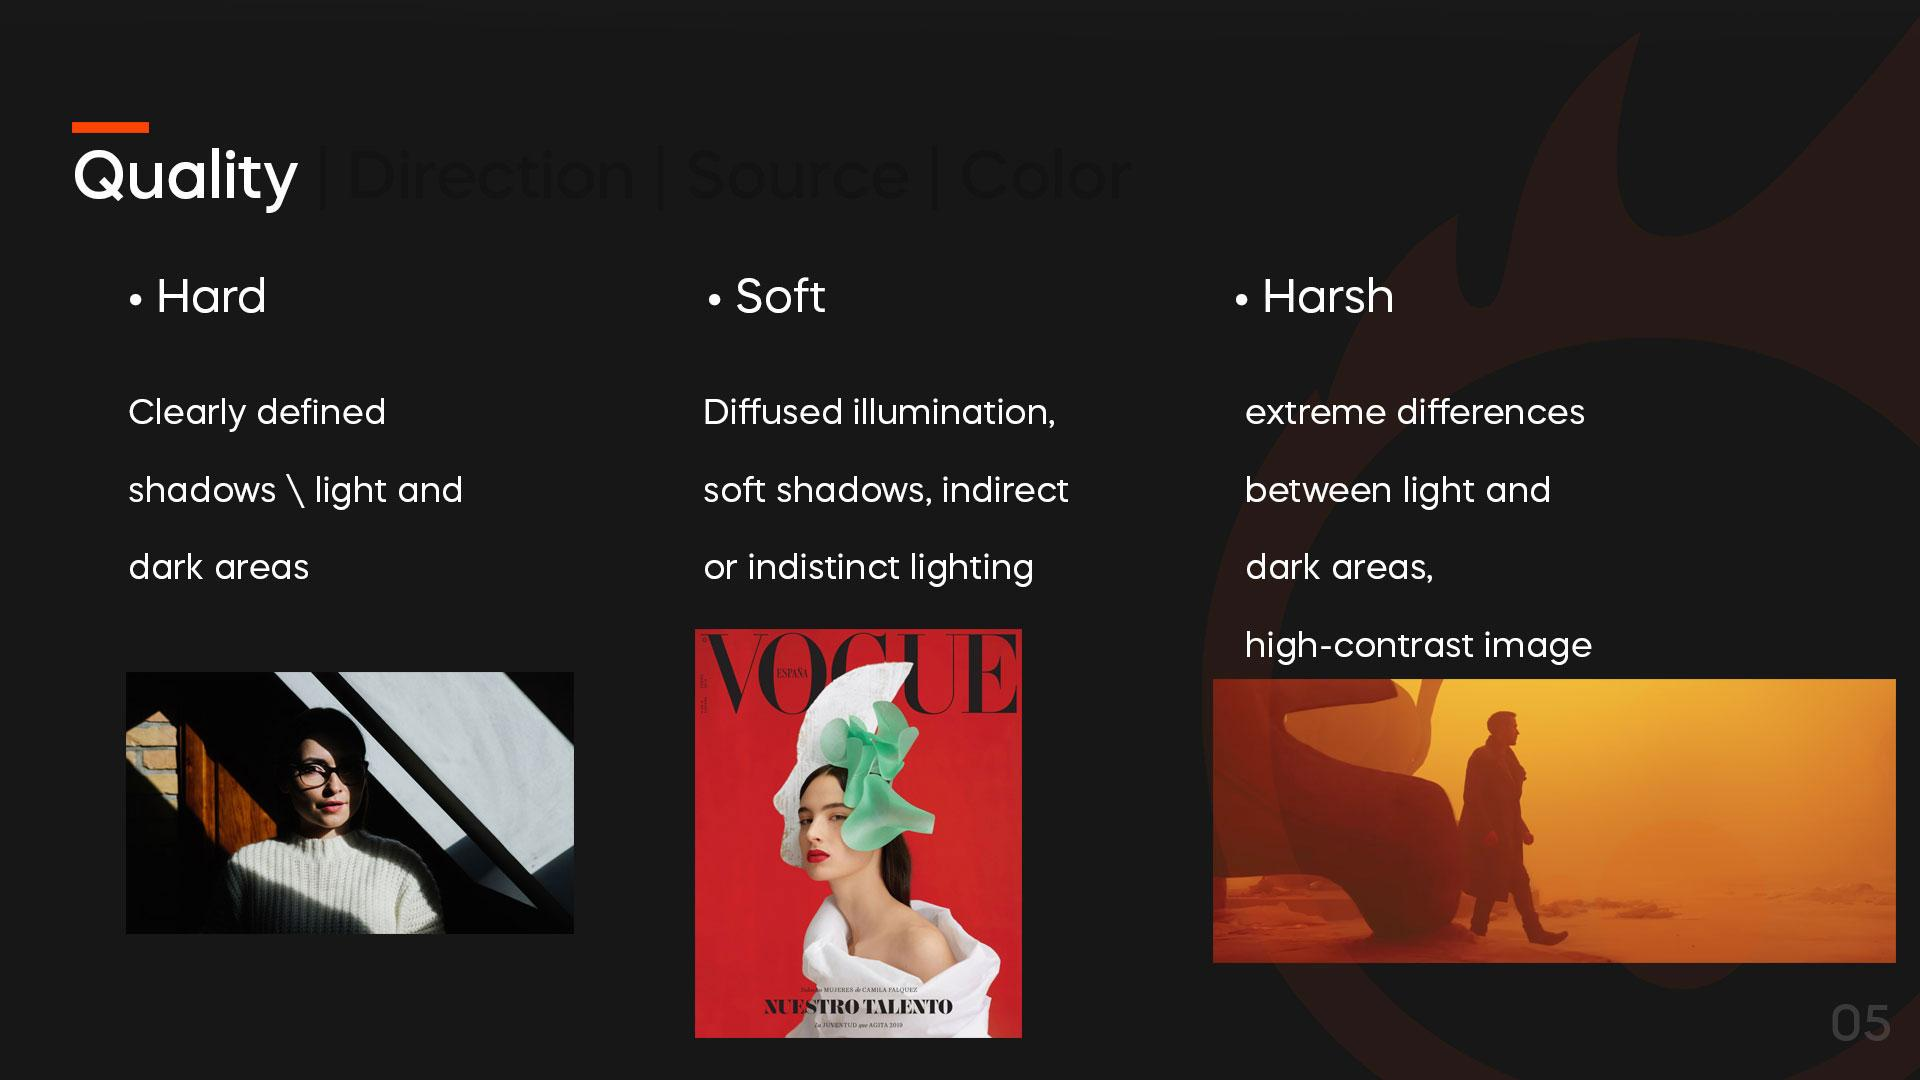 Quality | Direction | Source | Color
• Hard
Clearly defined
shadows \ light and
dark areas
• Soft
Diffused illumination,
soft shadows, indirect
or indistinct lighting
VOGUE
ESPAÑA
MUJERES de CAMILA FALQUEZ
NUESTRO TALENTO
La JUVENTUD que AGITA 2019
• Harsh
extreme differences
between light and
dark areas,
high-contrast image
05